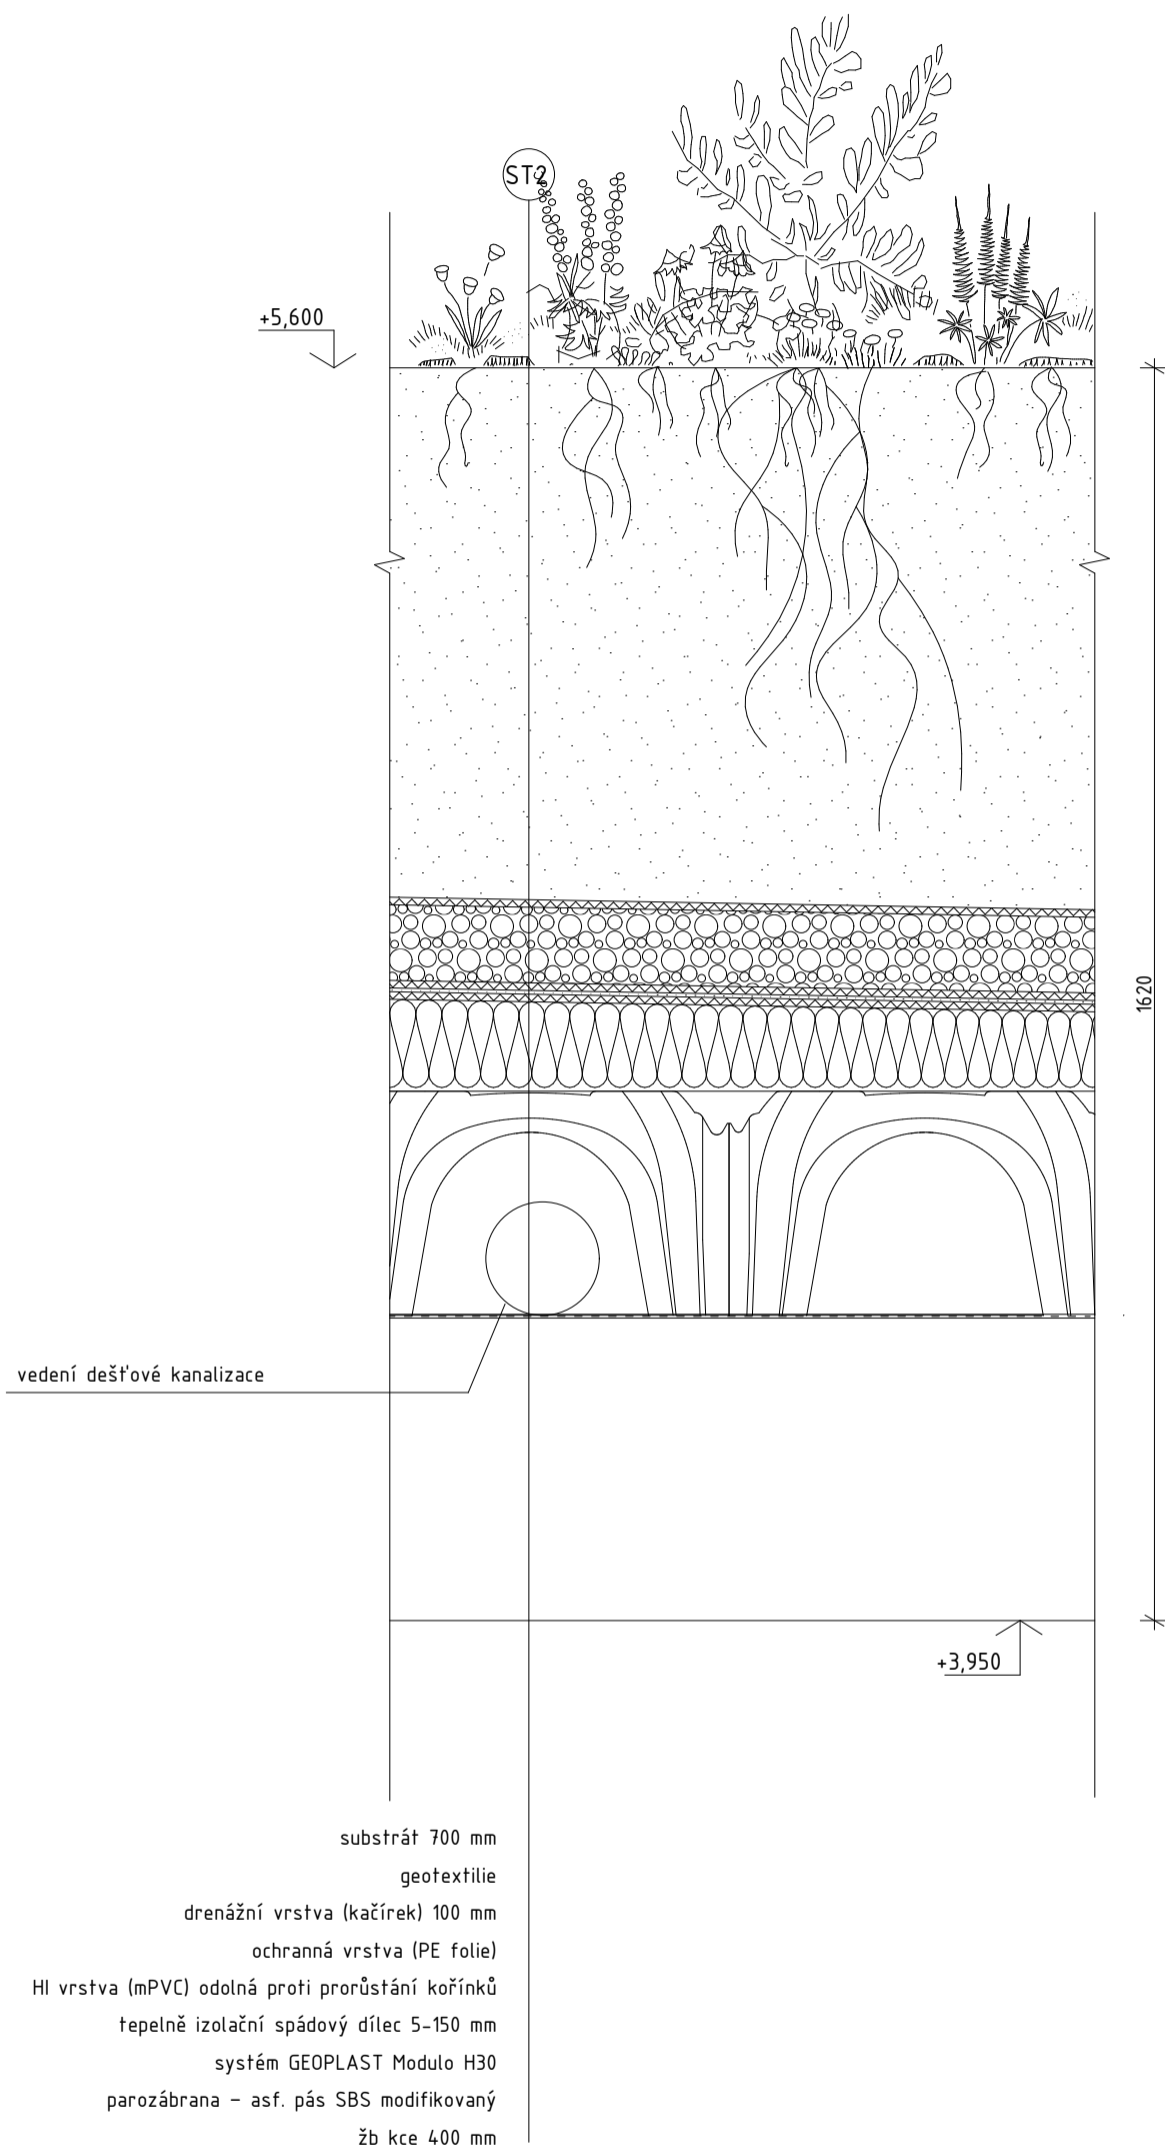 ST2
+5,600
1620
vedení dešťové kanalizace
+3,950
substrát 700 mm
geotextilie
drenážní vrstva (kačírek) 100 mm
ochranná vrstva (PE folie)
HI vrstva (mPVC) odolná proti prorůstání kořínků
tepelně izolační spádový dílec 5-150 mm
systém GEOPLAST Modulo H30
parozábrana - asf. pás SBS modifikovaný
žb kce 400 mm